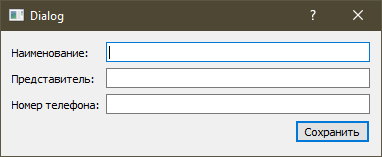 Dialog
Наименование:
Представитель:
Номер телефона:
Сохранить